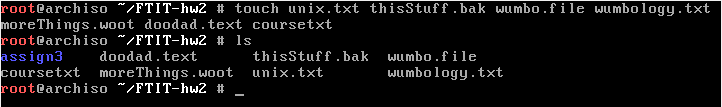 root@archiso ~/FTIT-hw2 # touch unix.txt thisStuff.bak wumbo.file wumbology.txt
moreThings.woot doodad.text coursetxt
root@archiso ~/FTIT-hw2 # ls
assign3    doodad.text      thisStuff.bak  wumbo.file
coursetxt  moreThings.woot  unix.txt       wumbology.txt
root@archiso ~/FTIT-hw2 # _